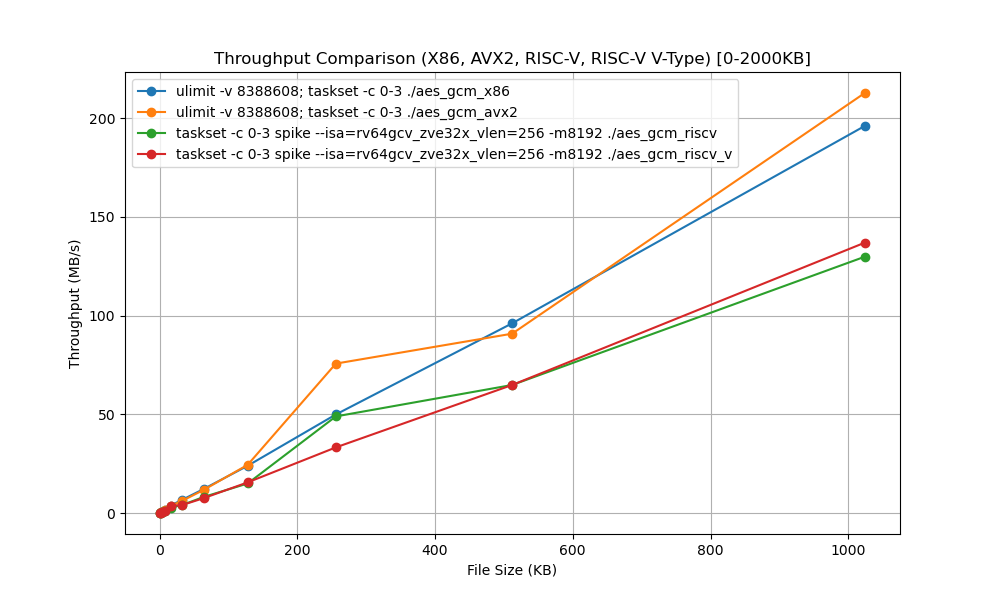 Throughput Comparison (X86, AVX2, RISC-V, RISC-V V-Type) [0-2000KB]
ulimit -v 8388608; taskset -c 0-3 ./aes_gcm_x86
ulimit -v 8388608; taskset -c 0-3 ./aes_gcm_avx2
taskset -c 0-3 spike --isa=rv64gcv_zve32x_vlen=256 -m8192 ./aes_gcm_riscv
taskset -c 0-3 spike --isa=rv64gcv_zve32x_vlen=256 -m8192 ./aes_gcm_riscv_v
Throughput (MB/s)
200
150
100
50
0
0 200 400 600 800 1000
File Size (KB)